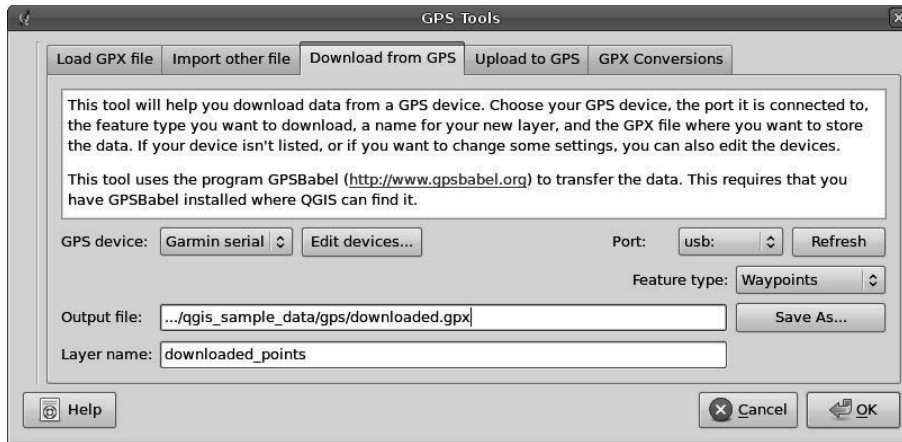 GPS Tools
Load GPX file
Import other file
Download from GPS
Upload to GPS
GPX Conversions
This tool will help you download data from a GPS device. Choose your GPS device, the port it is connected to,
the feature type you want to download, a name for your new layer, and the GPX file where you want to store
the data. If your device isn't listed, or if you want to change some settings, you can also edit the devices.
This tool uses the program GPSBabel (http://www.gpsbabel.org) to transfer the data. This requires that you
have GPSBabel installed where QGIS can find it.
GPS device: Garmin serial Edit devices... Port: usb: Refresh
Feature type: Waypoints
Output file: .../qgis_sample_data/gps/downloaded.gpx Save As...
Layer name: downloaded_points
Help Cancel OK